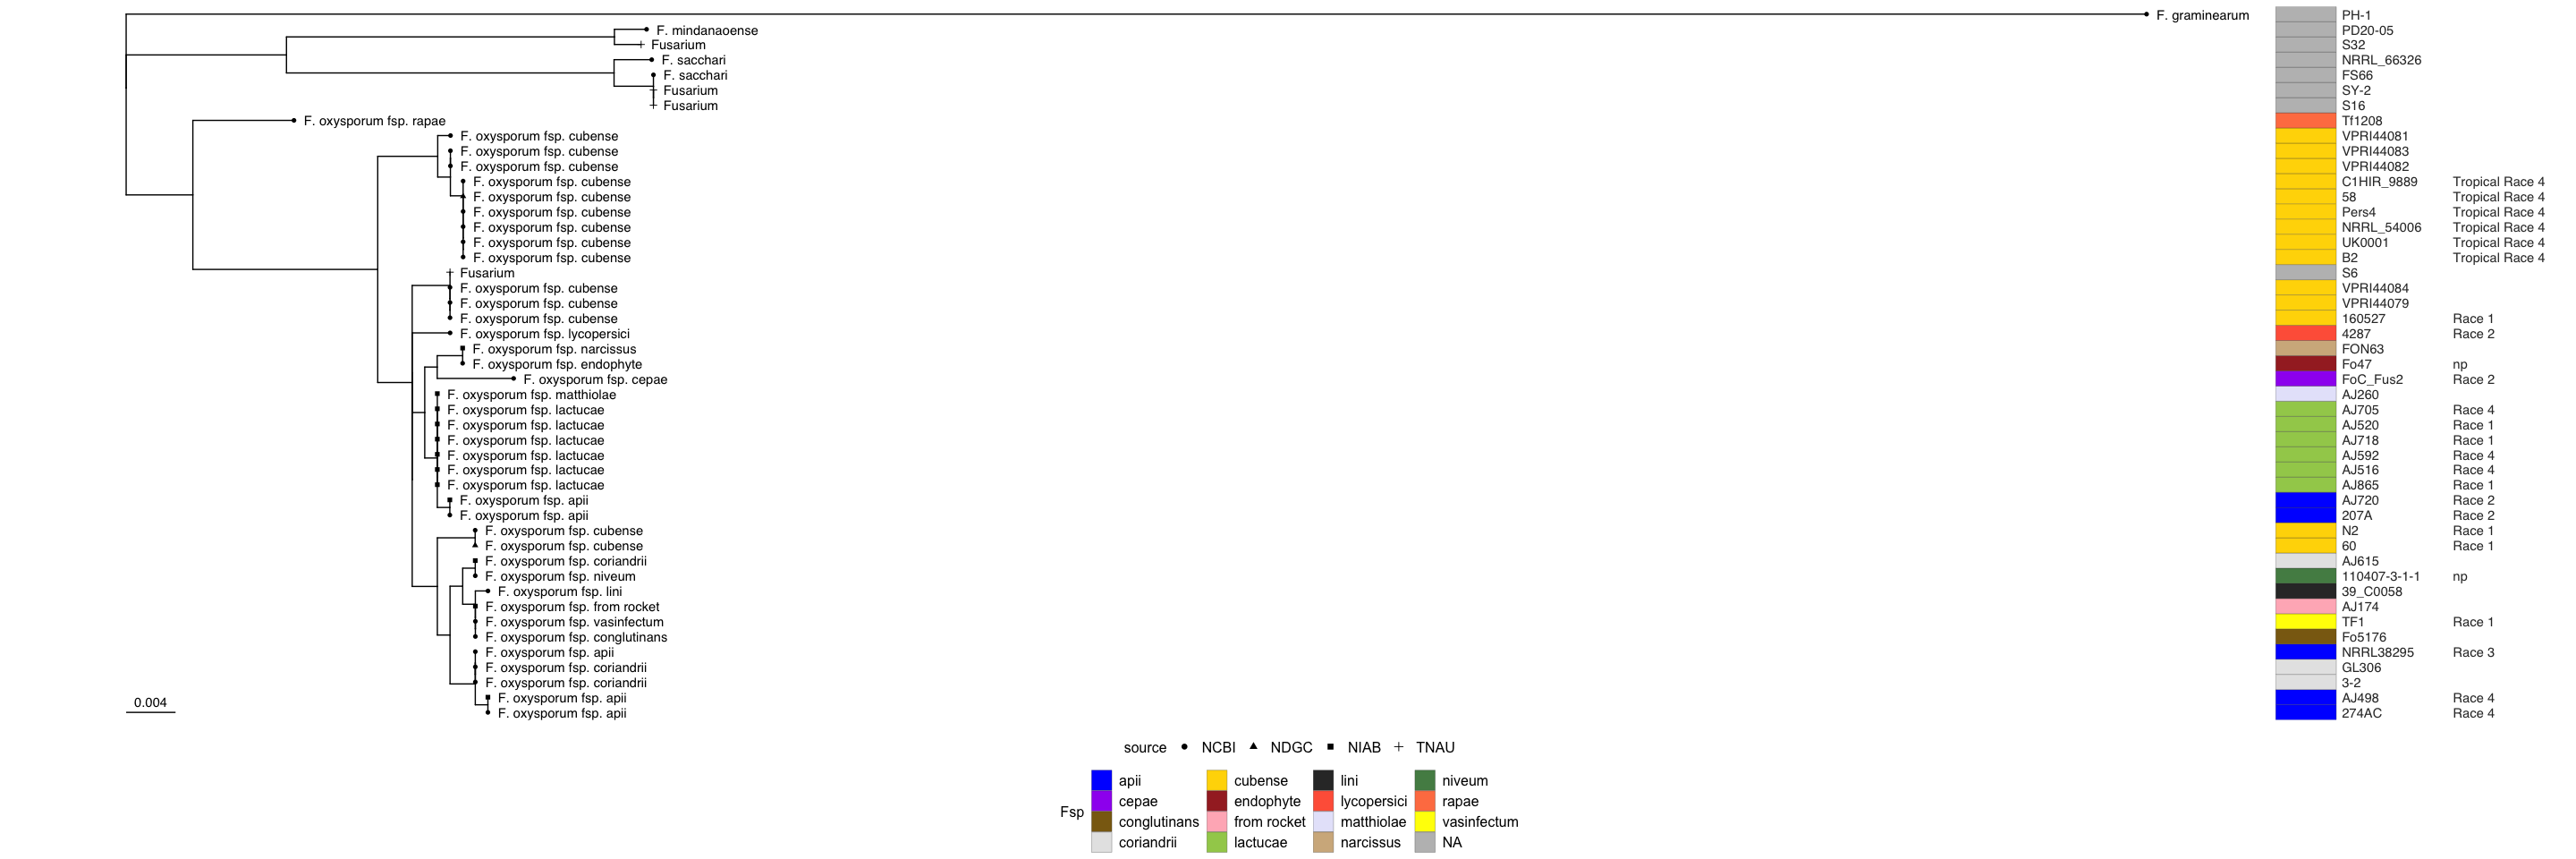 F. graminearum PH-1
F. mindanaoense PD20-05
Fusarium S32
F. sacchari NRRL_66326
F. sacchari FS66
Fusarium SY-2
Fusarium S16
F. oxysporum fsp. rapae Tf1208
F. oxysporum fsp. cubense VPRI44081
F. oxysporum fsp. cubense VPRI44083
F. oxysporum fsp. cubense VPRI44082
F. oxysporum fsp. cubense C1HIR_9889 Tropical Race 4
F. oxysporum fsp. cubense 58 Tropical Race 4
F. oxysporum fsp. cubense Pers4 Tropical Race 4
F. oxysporum fsp. cubense NRRL_54006 Tropical Race 4
F. oxysporum fsp. cubense UK0001 Tropical Race 4
F. oxysporum fsp. cubense B2 Tropical Race 4
Fusarium S6
F. oxysporum fsp. cubense VPRI44084
F. oxysporum fsp. cubense VPRI44079
F. oxysporum fsp. cubense 160527 Race 1
F. oxysporum fsp. lycopersici 4287 Race 2
F. oxysporum fsp. narcissus FON63
F. oxysporum fsp. endophyte Fo47 np
F. oxysporum fsp. cepae FoC_Fus2 Race 2
F. oxysporum fsp. matthiolae AJ260
F. oxysporum fsp. lactucae AJ705 Race 4
F. oxysporum fsp. lactucae AJ520 Race 1
F. oxysporum fsp. lactucae AJ718 Race 1
F. oxysporum fsp. lactucae AJ592 Race 4
F. oxysporum fsp. lactucae AJ516 Race 4
F. oxysporum fsp. lactucae AJ865 Race 1
F. oxysporum fsp. apii AJ720 Race 2
F. oxysporum fsp. apii 207A Race 2
F. oxysporum fsp. cubense N2 Race 1
F. oxysporum fsp. cubense 60 Race 1
F. oxysporum fsp. coriandrii AJ615
F. oxysporum fsp. niveum 110407-3-1-1 np
F. oxysporum fsp. lini 39_C0058
F. oxysporum fsp. from rocket AJ174
F. oxysporum fsp. vasinfectum TF1 Race 1
F. oxysporum fsp. conglutinans Fo5176
F. oxysporum fsp. apii NRRL38295 Race 3
F. oxysporum fsp. coriandrii GL306
F. oxysporum fsp. coriandrii 3-2
F. oxysporum fsp. apii AJ498 Race 4
F. oxysporum fsp. apii 274AC Race 4
0.004
source NCBI NDGC NIAB TNAU
apii cubense lini niveum
cepae endophyte lycopersici rapae
Fsp
conglutinans from rocket matthiolae vasinfectum
coriandrii lactucae narcissus NA